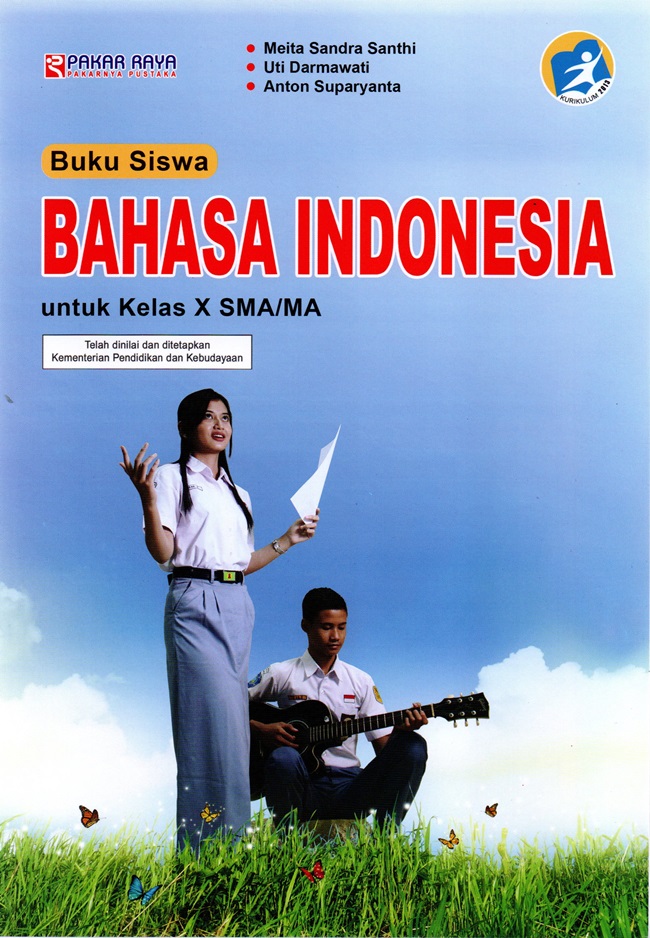 PAKAR RAYA
PAKARNYA PUSTAKA
Meita Sandra Santhi
Uti Darmawati
Anton Suparyanta
KURIKULUM 2013
Buku Siswa
BAHASA INDONESIA
untuk Kelas X SMA/MA
Telah dinilai dan ditetapkan
Kementerian Pendidikan dan Kebudayaan